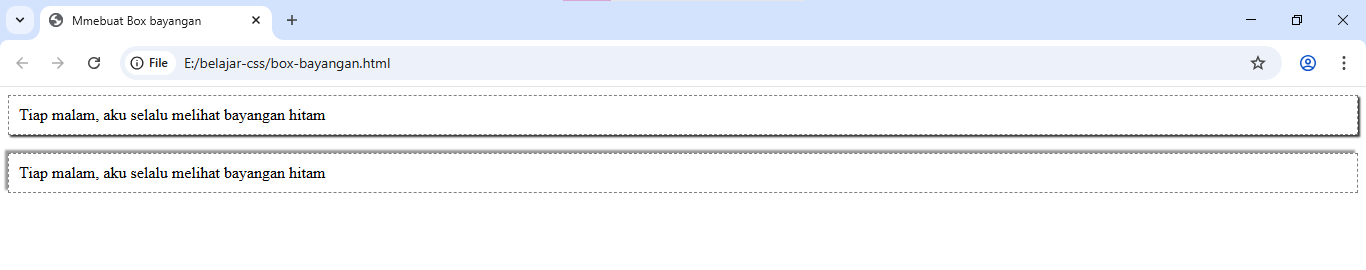 Mmebuat Box bayangan
File E:/belajar-css/box-bayangan.html
Tiap malam, aku selalu melihat bayangan hitam
Tiap malam, aku selalu melihat bayangan hitam